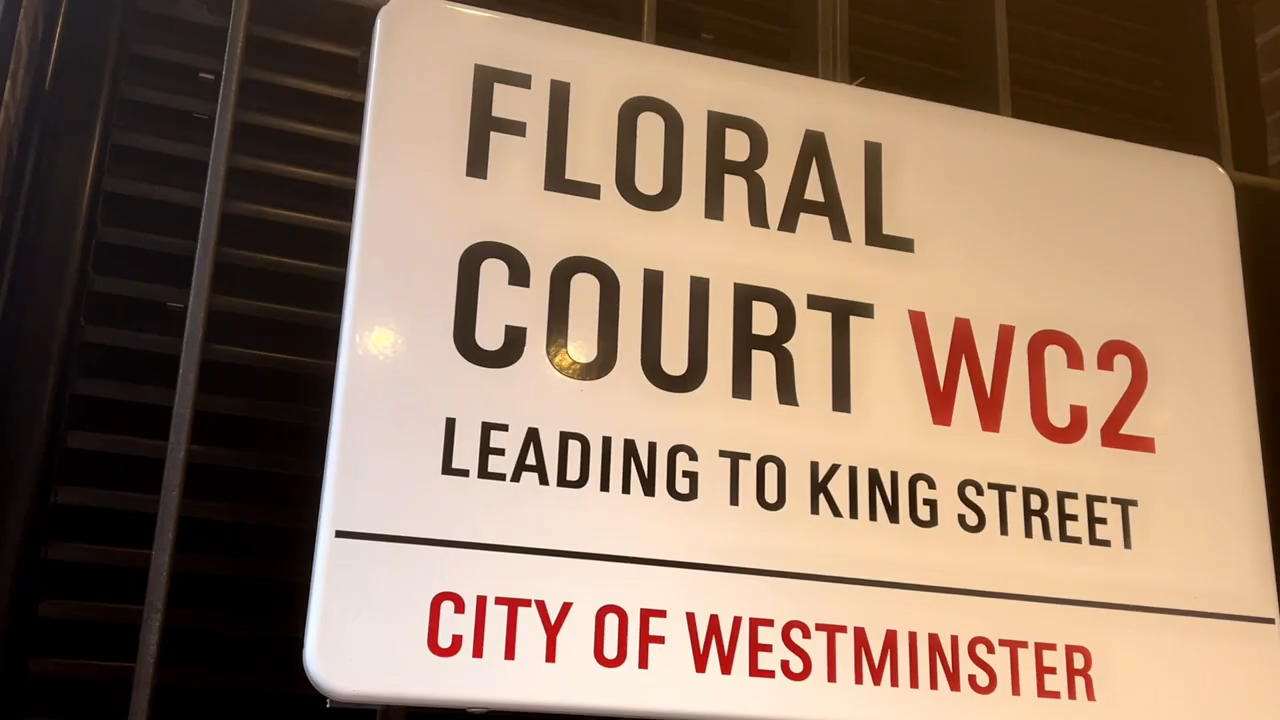 FLORAL
COURT WC2
LEADING TO KING STREET
CITY OF WESTMINSTER